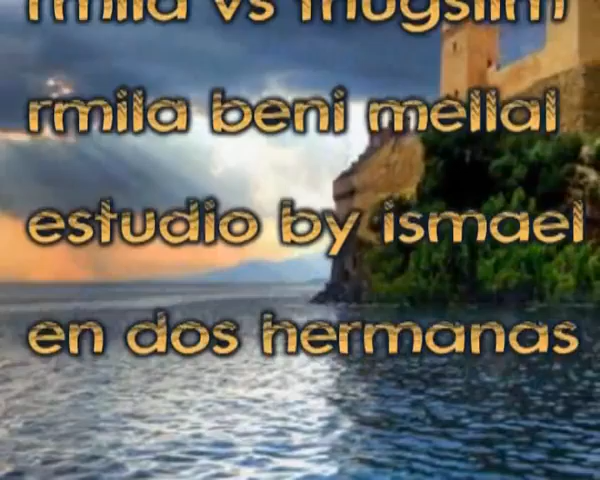 rmila vs thugslim
rmila beni mellal
estudio by ismael
en dos hermanas